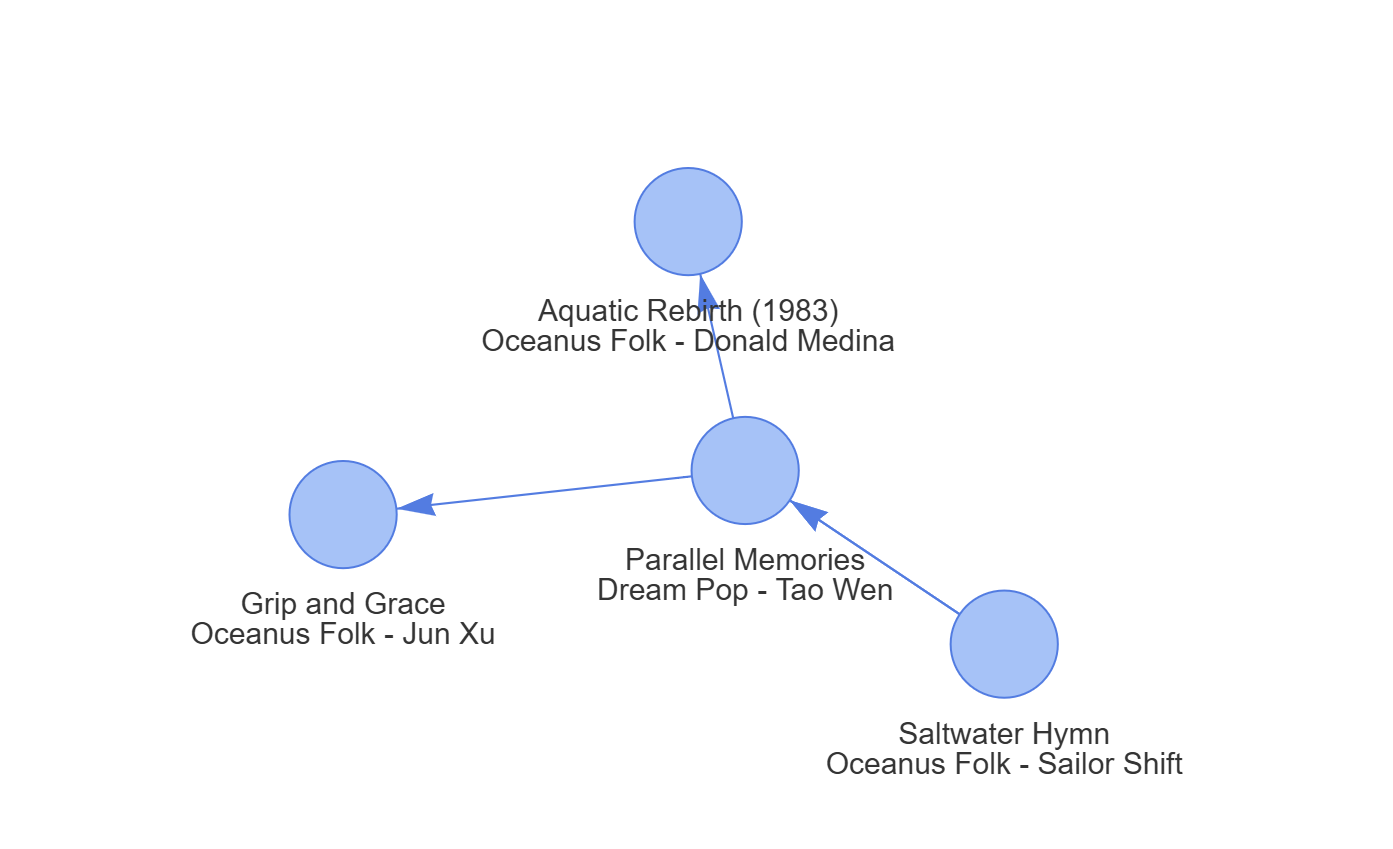 Aquatic Rebirth (1983)
Oceanus Folk - Donald Medina
Parallel Memories
Dream Pop - Tao Wen
Grip and Grace
Oceanus Folk - Jun Xu
Saltwater Hymn
Oceanus Folk - Sailor Shift